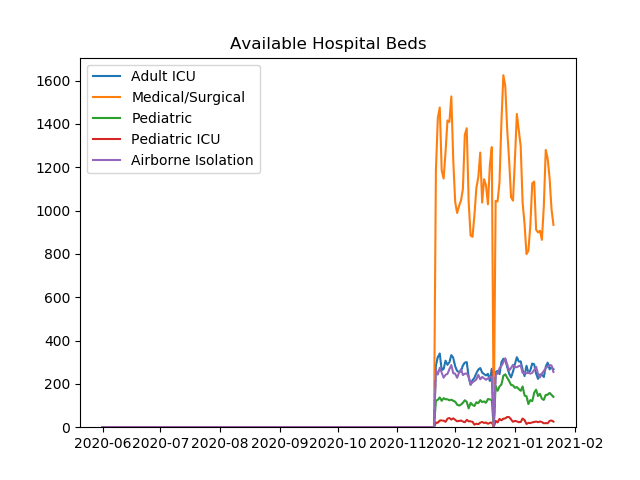 Available Hospital Beds
Adult ICU
Medical/Surgical
Pediatric
Pediatric ICU
Airborne Isolation
1600
1400
1200
1000
800
600
400
200
0
2020-06 2020-07 2020-08 2020-09 2020-10 2020-11 2020-12 2021-01 2021-02